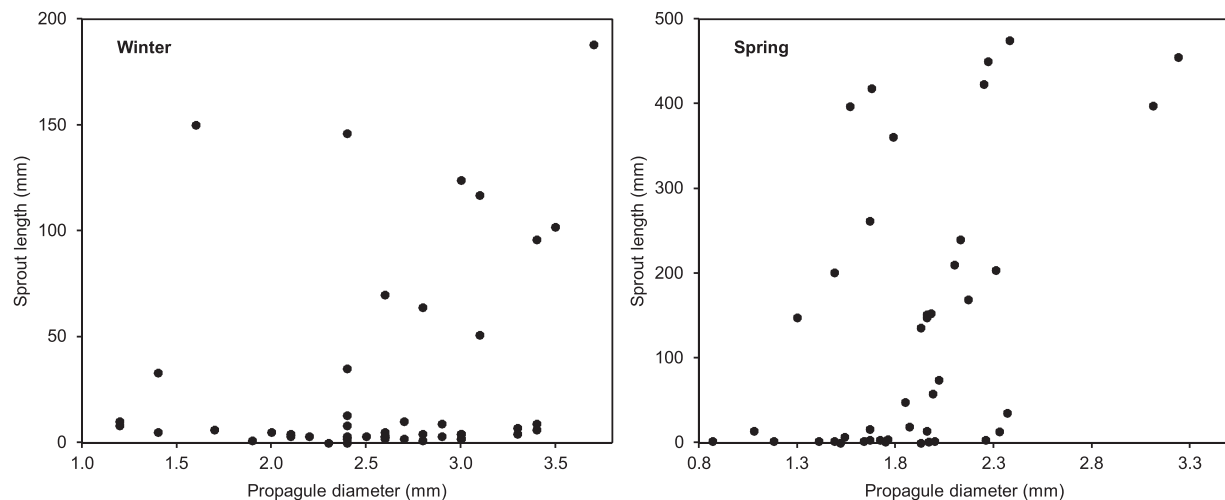 Winter
Sprout length (mm)
200
150
100
50
0
1.0 1.5 2.0 2.5 3.0 3.5
Propagule diameter (mm)
Spring
Sprout length (mm)
500
400
300
200
100
0
0.8 1.3 1.8 2.3 2.8 3.3
Propagule diameter (mm)